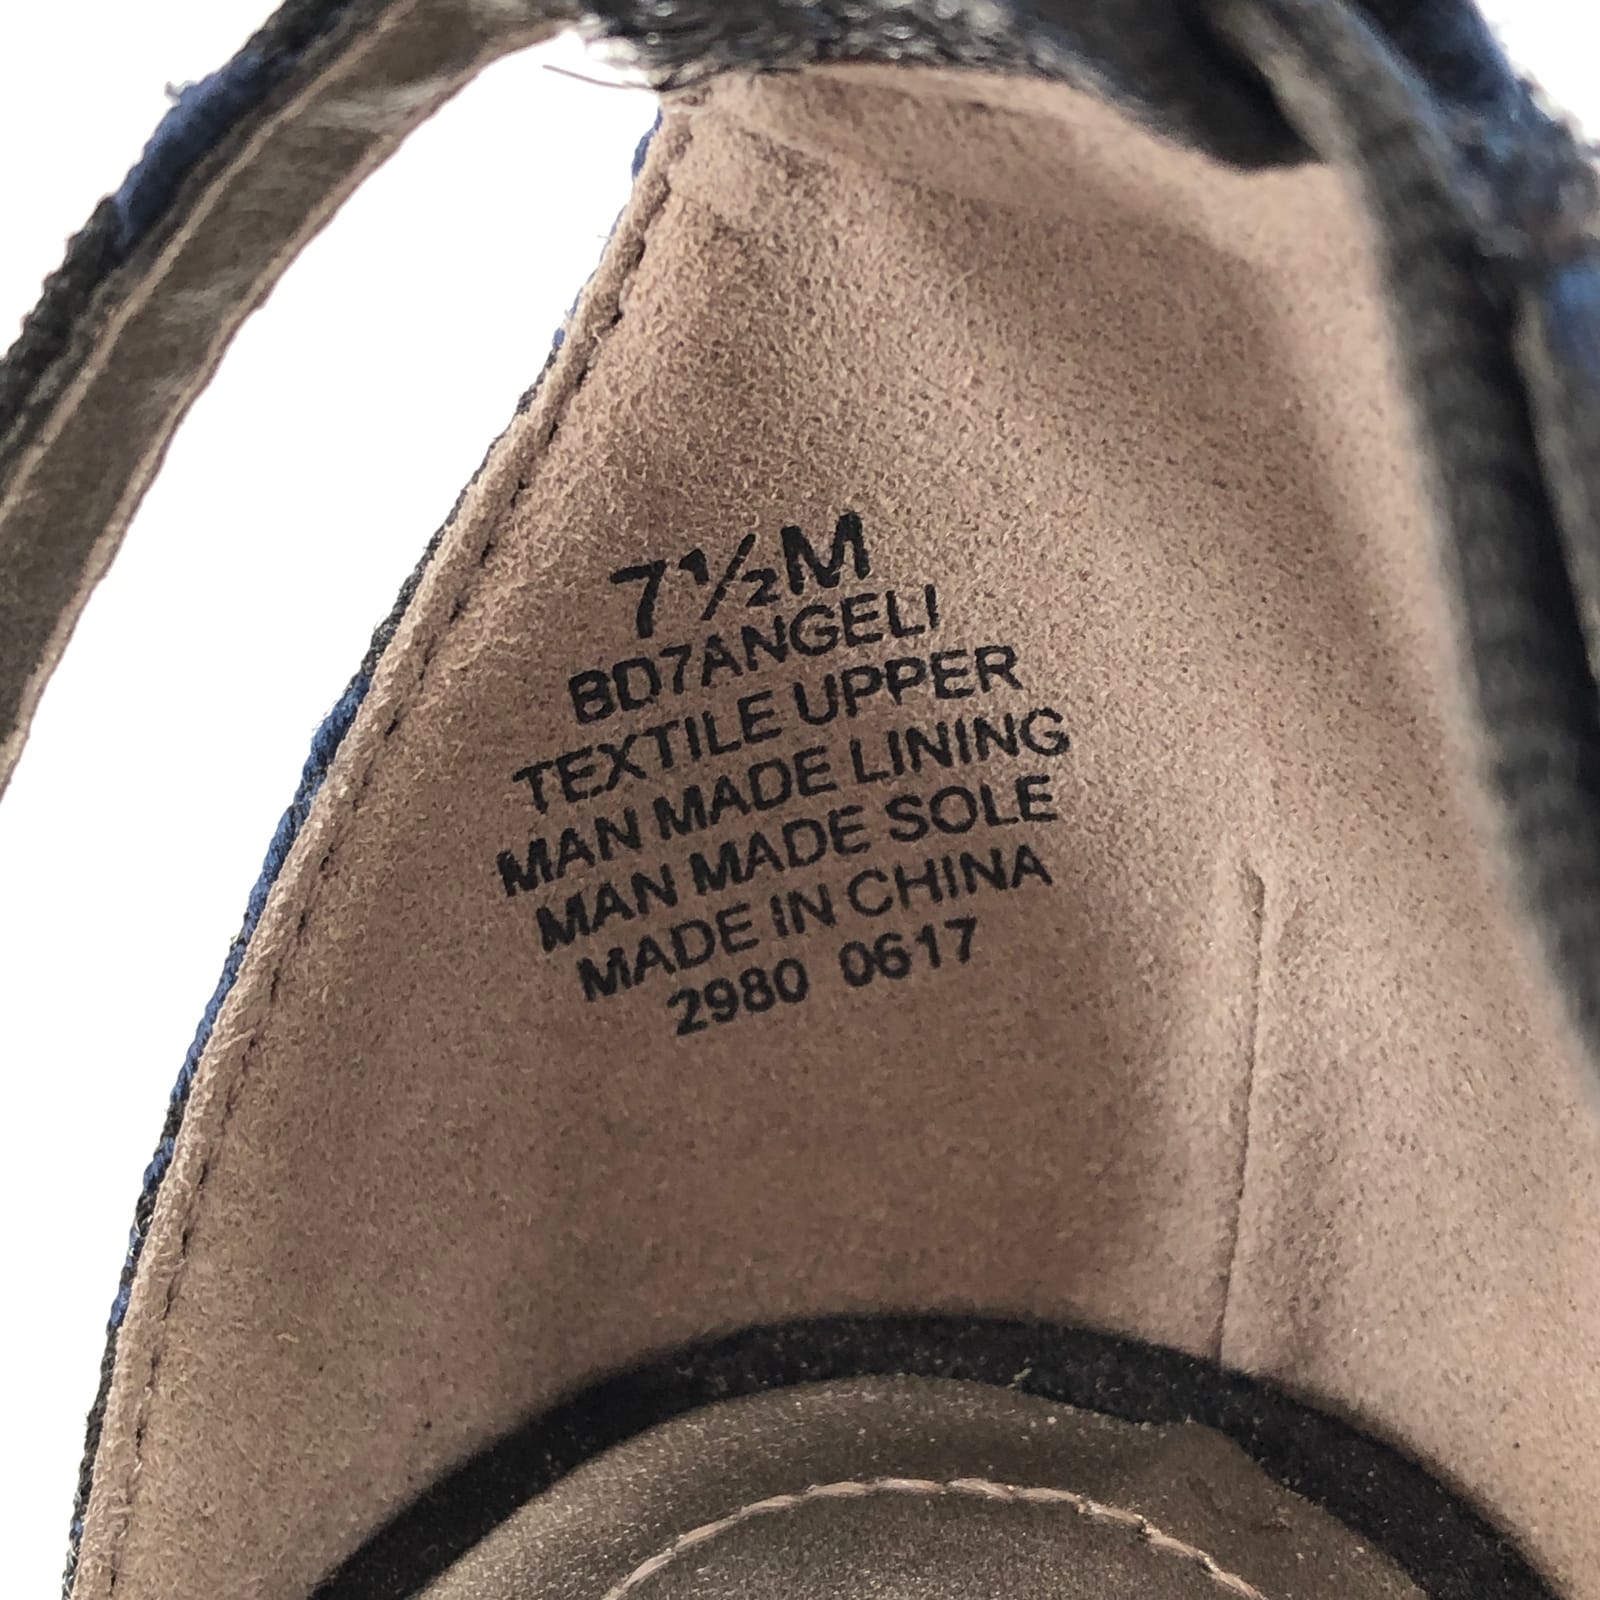 7½M
BD7ANGELI
TEXTILE UPPER
MAN MADE LINING
MAN MADE SOLE
MADE IN CHINA
2980 0617